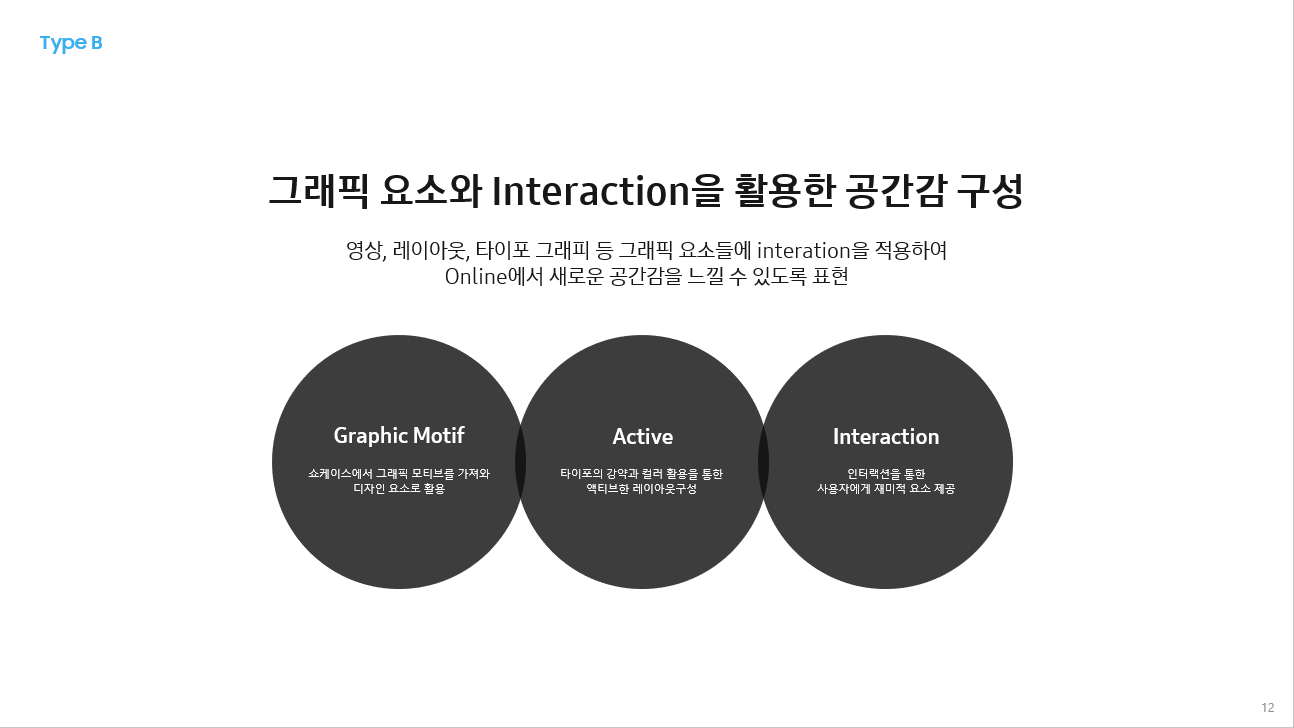 Type B
그래픽 요소와 Interaction을 활용한 공간감 구성
영상, 레이아웃, 타이포 그래피 등 그래픽 요소들에 interation을 적용하여
Online에서 새로운 공간감을 느낄 수 있도록 표현
Graphic Motif
쇼케이스에서 그래픽 모티브를 가져와
디자인 요소로 활용
Active
타이포의 강약과 컬러 활용을 통한
액티브한 레이아웃구성
Interaction
인터랙션을 통한
사용자에게 재미적 요소 제공
12